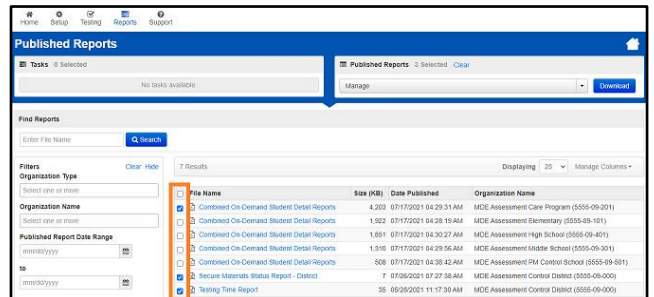 Home Setup Testing Reports Support
Published Reports
Tasks 0 Selected
No tasks available
Published Reports 3 Selected Clear
Manage
Download
Find Reports
Enter File Name
Search
Filters Clear Hide
Organization Type
Select one or more
Organization Name
Select one or more
Published Report Date Range
mm/dd/yyyy
to
mm/dd/yyyy
7 Results Displaying 25 Manage Columns
File Name Size (KB) Date Published Organization Name
Combined On-Demand Student Detail Reports 4,203 07/17/2021 04:29:31 AM MDE Assessment Care Program (5555-09-201)
Combined On-Demand Student Detail Reports 1,922 07/17/2021 04:28:19 AM MDE Assessment Elementary (5555-09-101)
Combined On-Demand Student Detail Reports 1,651 07/17/2021 04:30:27 AM MDE Assessment High School (5555-09-401)
Combined On-Demand Student Detail Reports 1,310 07/17/2021 04:29:56 AM MDE Assessment Middle School (5555-09-301)
Combined On-Demand Student Detail Reports 508 07/17/2021 04:38:42 AM MDE Assessment PM Control School (5555-09-501)
Secure Materials Status Report - District 7 07/26/2021 07:27:38 AM MDE Assessment Control District (5555-09-000)
Testing Time Report 35 05/28/2021 11:17:30 AM MDE Assessment Control District (5555-09-000)